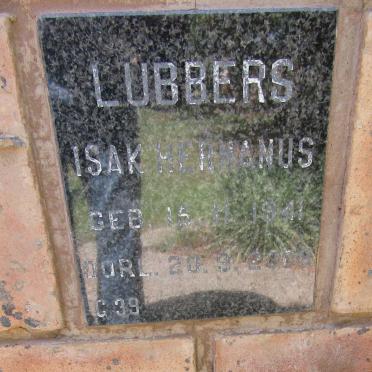 LUBBERS
ISAK HERMANUS
GEB. 15. 11. 1941
OORL. 20. 9.
C 39